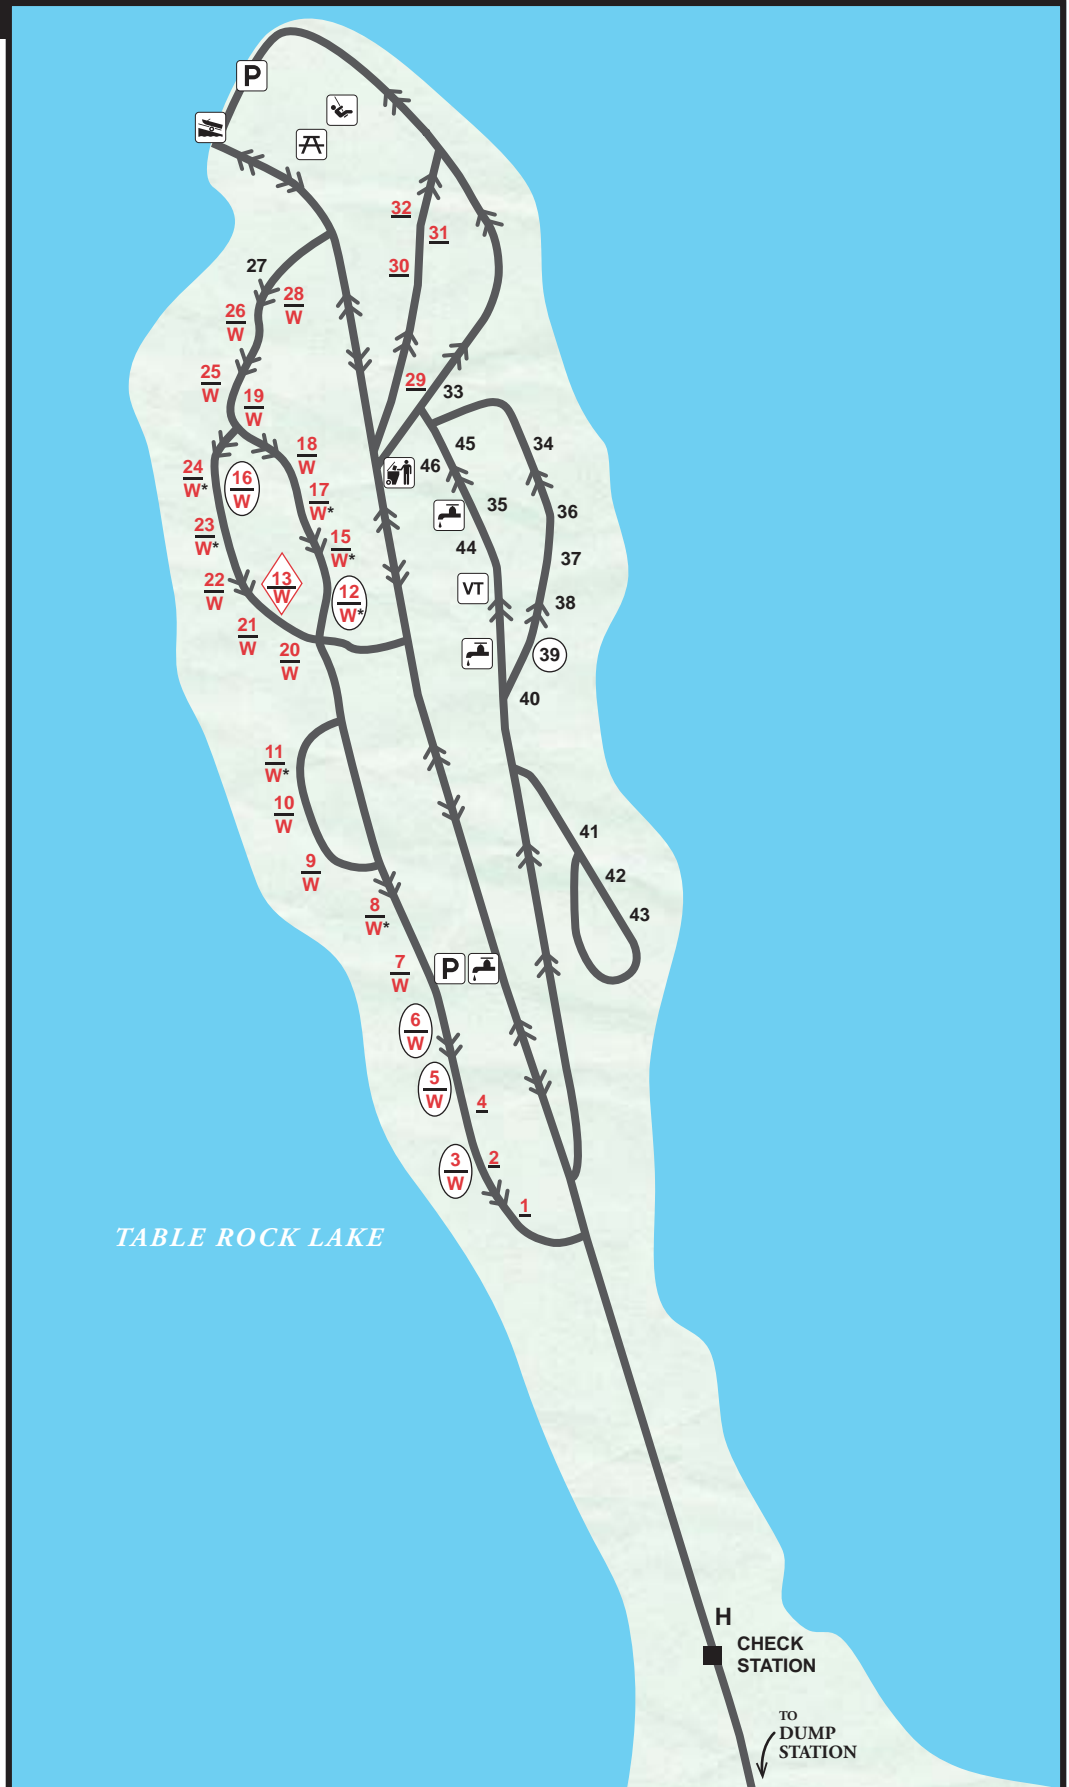 P
32
31
30
27
28
W
26
W
25
W
29
33
19
W
18
W
45
34
24
W*
16
W
46
17
W*
35
36
23
W*
15
W*
44
37
22
W
13
W
12
W*
VT
38
21
W
20
W
39
40
11
W*
10
W
41
9
W
42
8
W*
43
7
W
P
6
W
5
W
4
3
W
2
1
TABLE ROCK LAKE
H
CHECK
STATION
TO
DUMP
STATION